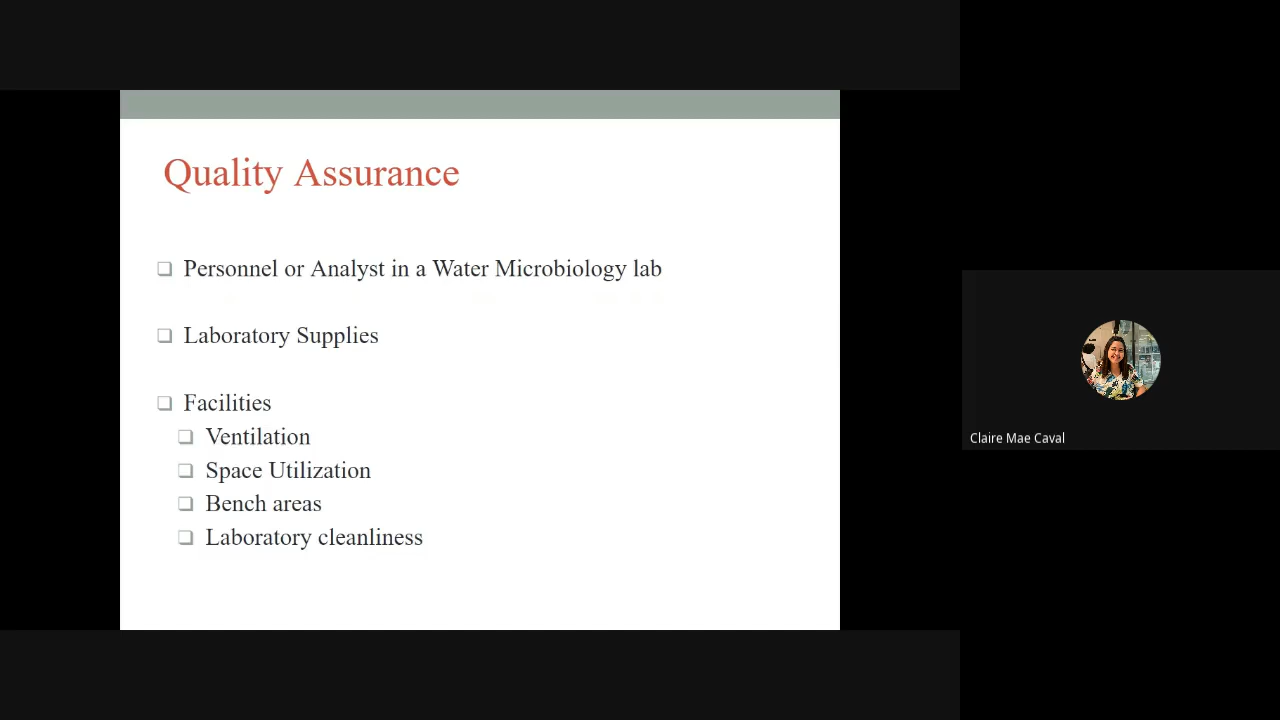 Quality Assurance
Personnel or Analyst in a Water Microbiology lab
Laboratory Supplies
Facilities
Ventilation
Space Utilization
Bench areas
Laboratory cleanliness
Claire Mae Caval